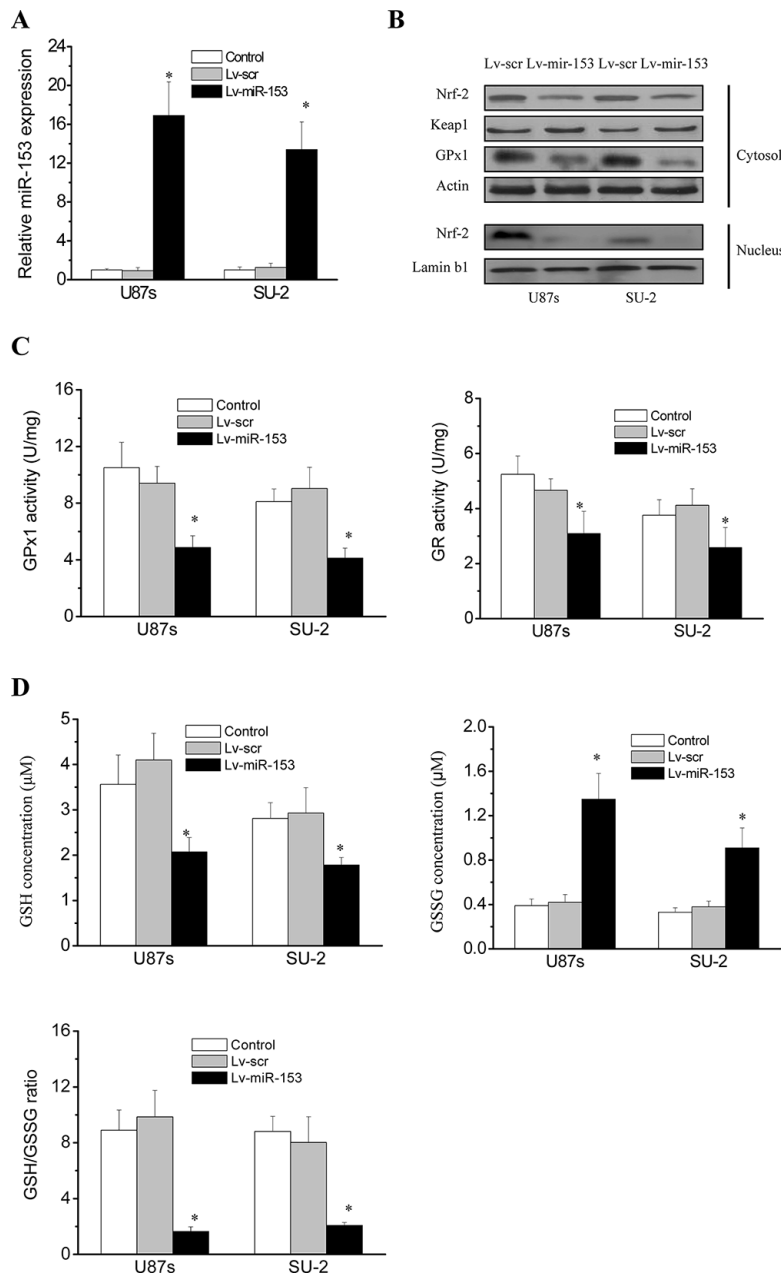 A
Relative miR-153 expression
24
20
16
12
8
4
0
Control
Lv-scr
Lv-miR-153
*
*
U87s
SU-2
B
Lv-scr Lv-mir-153 Lv-scr Lv-mir-153
Nrf-2
Keap1
GPx1
Actin
Cytosol
Nrf-2
Lamin b1
Nucleus
U87s
SU-2
C
GPx1 activity (U/mg)
16
12
8
4
0
Control
Lv-scr
Lv-miR-153
*
*
U87s
SU-2
GR activity (U/mg)
8
6
4
2
0
Control
Lv-scr
Lv-miR-153
*
*
U87s
SU-2
D
GSH concentration (μM)
5
4
3
2
1
0
Control
Lv-scr
Lv-miR-153
*
*
U87s
SU-2
GSSG concentration (μM)
2.0
1.6
1.2
0.8
0.4
0.0
Control
Lv-scr
Lv-miR-153
*
*
U87s
SU-2
GSH/GSSG ratio
16
12
8
4
0
Control
Lv-scr
Lv-miR-153
*
*
U87s
SU-2